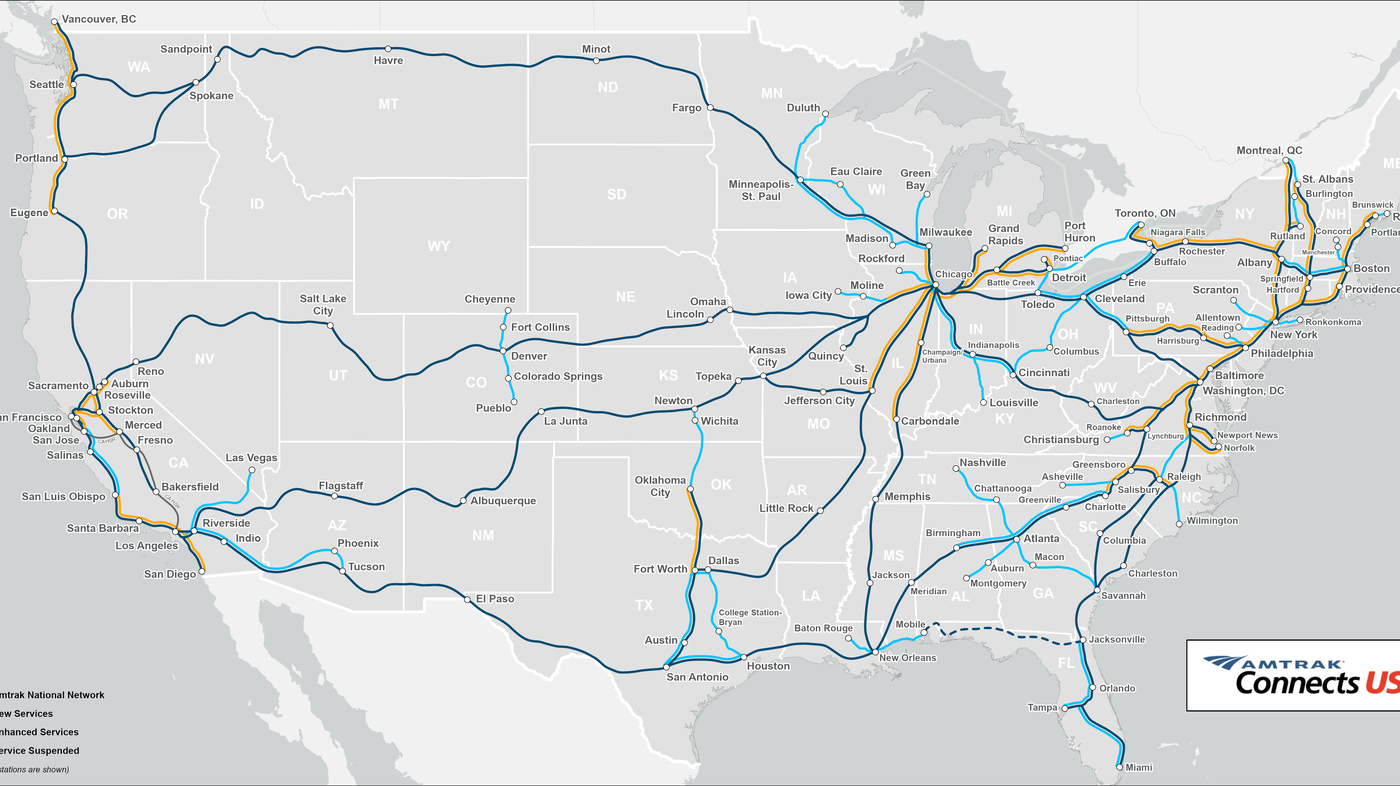 Vancouver, BC
Seattle
Sandpoint
Spokane
Havre
Minot
Fargo
Portland
Eugene
WA
OR
ID
MT
ND
SD
WY
NE
MN
WI
MI
IA
Duluth
Minneapolis-
St. Paul
Eau Claire
Green
Bay
Madison
Milwaukee
Rockford
Chicago
Grand
Rapids
Port
Huron
Pontiac
Battle Creek
Detroit
Toledo
Toronto, ON
Niagara Falls
Rochester
Buffalo
Erie
Cleveland
Montreal, QC
St. Albans
Burlington
Rutland
Concord
Manchester
Brunswick
Portlan
Boston
Providence
Albany
Springfield
Hartford
NY
NH
ME
Scranton
Allentown
Reading
Ronkonkoma
New York
Philadelphia
Harrisburg
Pittsburgh
PA
Baltimore
Washington, DC
Iowa City
Moline
Omaha
Lincoln
Quincy
Kansas
City
Topeka
St.
Louis
Jefferson City
IL
IN
OH
Champaign/
Urbana
Indianapolis
Columbus
Cincinnati
Louisville
KY
WV
Charleston
Richmond
Newport News
Norfolk
Roanoke
Christiansburg
Lynchburg
Salt Lake
City
Cheyenne
Fort Collins
Denver
Colorado Springs
Pueblo
La Junta
NV
UT
CO
KS
MO
Reno
Sacramento
Auburn
Roseville
Stockton
an Francisco
Oakland
San Jose
Merced
Fresno
Salinas
CAHSR
CA
Bakersfield
San Luis Obispo
Santa Barbara
Los Angeles
San Diego
Riverside
Indio
Las Vegas
Flagstaff
Phoenix
Tucson
AZ
NM
Albuquerque
El Paso
Newton
Wichita
Oklahoma
City
OK
Fort Worth
Dallas
TX
Austin
College Station-
Bryan
San Antonio
Houston
Little Rock
AR
LA
MS
AL
GA
TN
NC
SC
FL
Carbondale
Memphis
Jackson
Meridian
Baton Rouge
New Orleans
Mobile
Nashville
Chattanooga
Birmingham
Atlanta
Auburn
Montgomery
Macon
Greensboro
Asheville
Greenville
Salisbury
Charlotte
Raleigh
Wilmington
Columbia
Charleston
Savannah
Jacksonville
Orlando
Tampa
Miami
mtrak National Network
ew Services
nhanced Services
ervice Suspended
stations are shown)
AMTRAK
Connects US